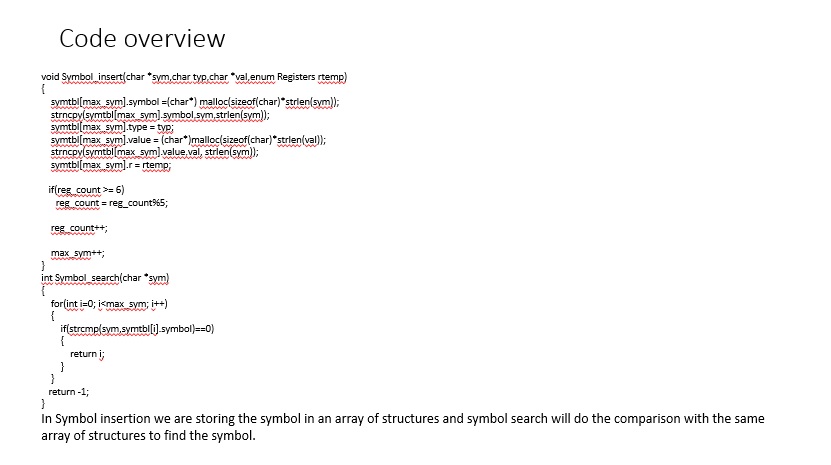 Code overview
void Symbol_insert(char *sym,char typ,char *val,enum Registers rtemp)
{
symtbl[max_sym].symbol =(char*) malloc(sizeof(char)*strlen(sym));
strncpy(symtbl[max_sym].symbol,sym,strlen(sym));
symtbl[max_sym].type = typ;
symtbl[max_sym].value = (char*)malloc(sizeof(char)*strlen(val));
strncpy(symtbl[max_sym].value,val, strlen(sym));
symtbl[max_sym].r = rtemp;
if(reg_count >= 6)
reg_count = reg_count%5;
reg_count++;
max_sym++;
}
int Symbol_search(char *sym)
{
for(int i=0; i<max_sym; i++)
{
if(strcmp(sym,symtbl[i].symbol)==0)
{
return i;
}
}
return -1;
}
In Symbol insertion we are storing the symbol in an array of structures and symbol search will do the comparison with the same
array of structures to find the symbol.